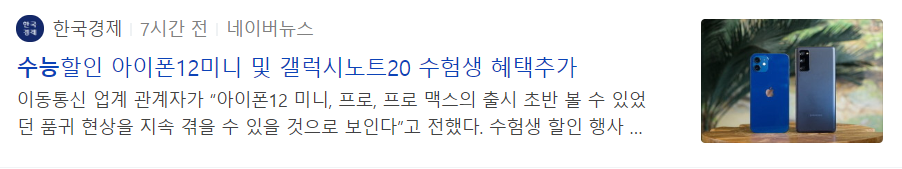 한국
경제
한국경제 7시간 전 네이버뉴스
수능할인 아이폰12미니 및 갤럭시노트20 수험생 혜택추가
이동통신 업계 관계자가 “아이폰12 미니, 프로, 프로 맥스의 출시 초반 볼 수 있었
던 품귀 현상을 지속 겪을 수 있을 것으로 보인다”고 전했다. 수험생 할인 행사 ...